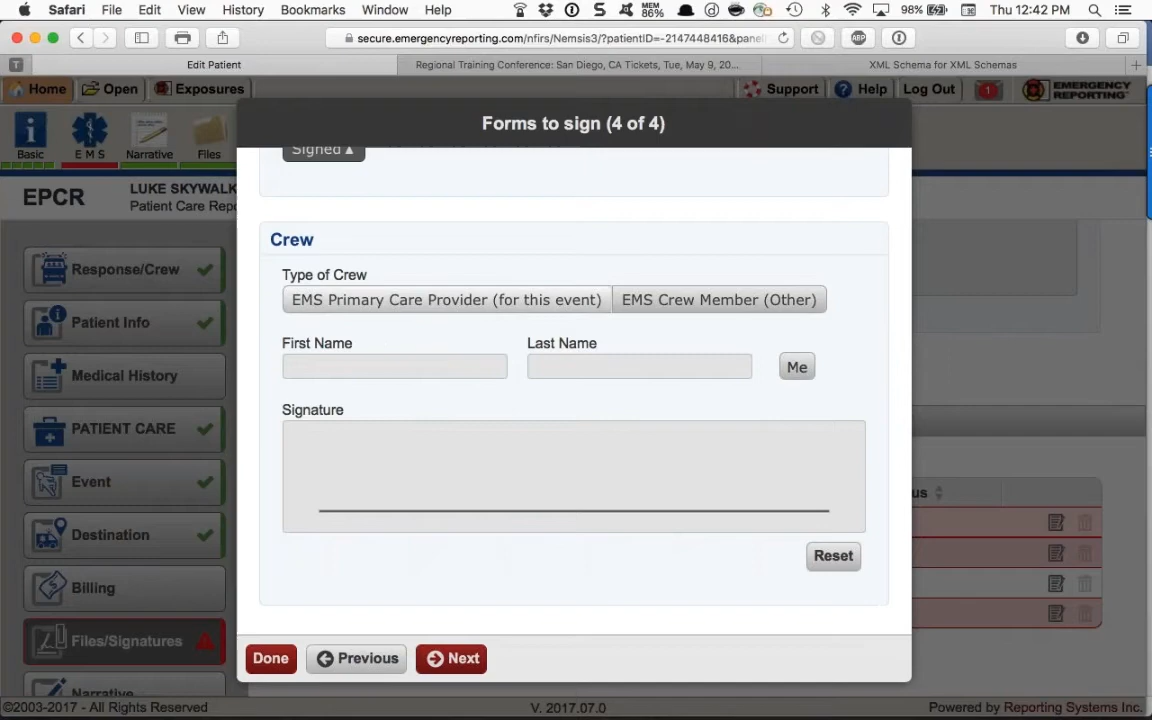 Safari File Edit View History Bookmarks Window Help MEM 86% 98% Thu 12:42 PM
secure.emergencyreporting.com/nfirs/Nemsis3/?patientID=-2147448416&pane ABP
T Edit Patient Regional Training Conference: San Diego, CA Tickets, Tue, May 9, 20... XML Schema for XML Schemas
Home Open Exposures Support Help Log Out 1 EMERGENCY REPORTING
Forms to sign (4 of 4)
Basic EMS Narrative Files
Signed
EPCR
LUKE SKYWALK
Patient Care Repo
Crew
Response/Crew
Type of Crew
EMS Primary Care Provider (for this event) EMS Crew Member (Other)
Patient Info
First Name Last Name
Me
Medical History
Signature
PATIENT CARE
Event
us
Destination
Reset
Billing
Files/Signatures
Done Previous Next
Narrative
©2003-2017 - All Rights Reserved V. 2017.07.0 Powered by Reporting Systems Inc.